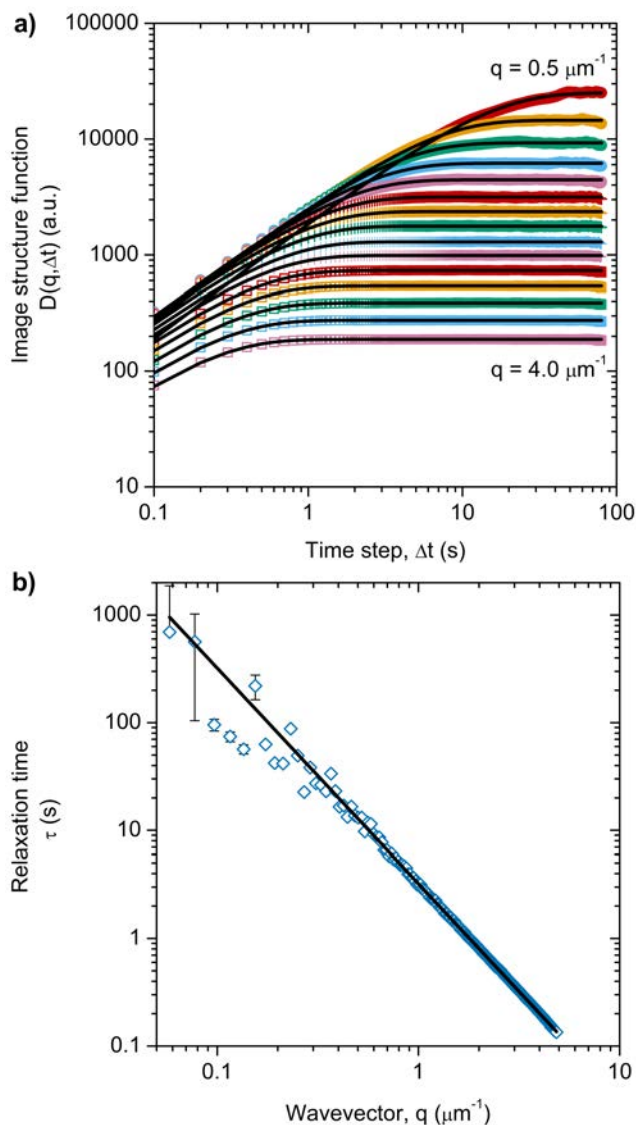 a)
100000
10000
1000
100
10
q = 0.5 μm⁻¹
q = 4.0 μm⁻¹
Image structure function
D(q,Δt) (a.u.)
0.1
1
10
100
Time step, Δt (s)
b)
1000
100
10
1
0.1
Relaxation time
τ (s)
0.1
1
10
Wavevector, q (μm⁻¹)